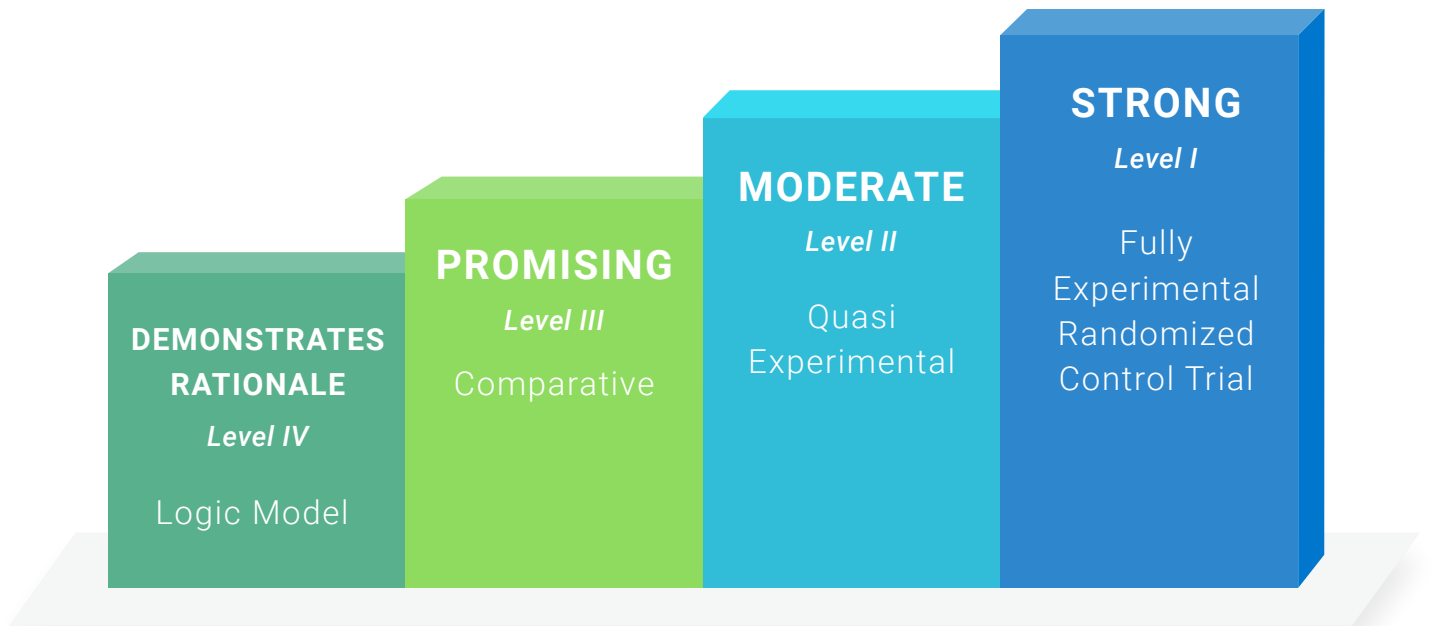 DEMONSTRATES
RATIONALE
Level IV
Logic Model
PROMISING
Level III
Comparative
MODERATE
Level II
Quasi
Experimental
STRONG
Level I
Fully
Experimental
Randomized
Control Trial